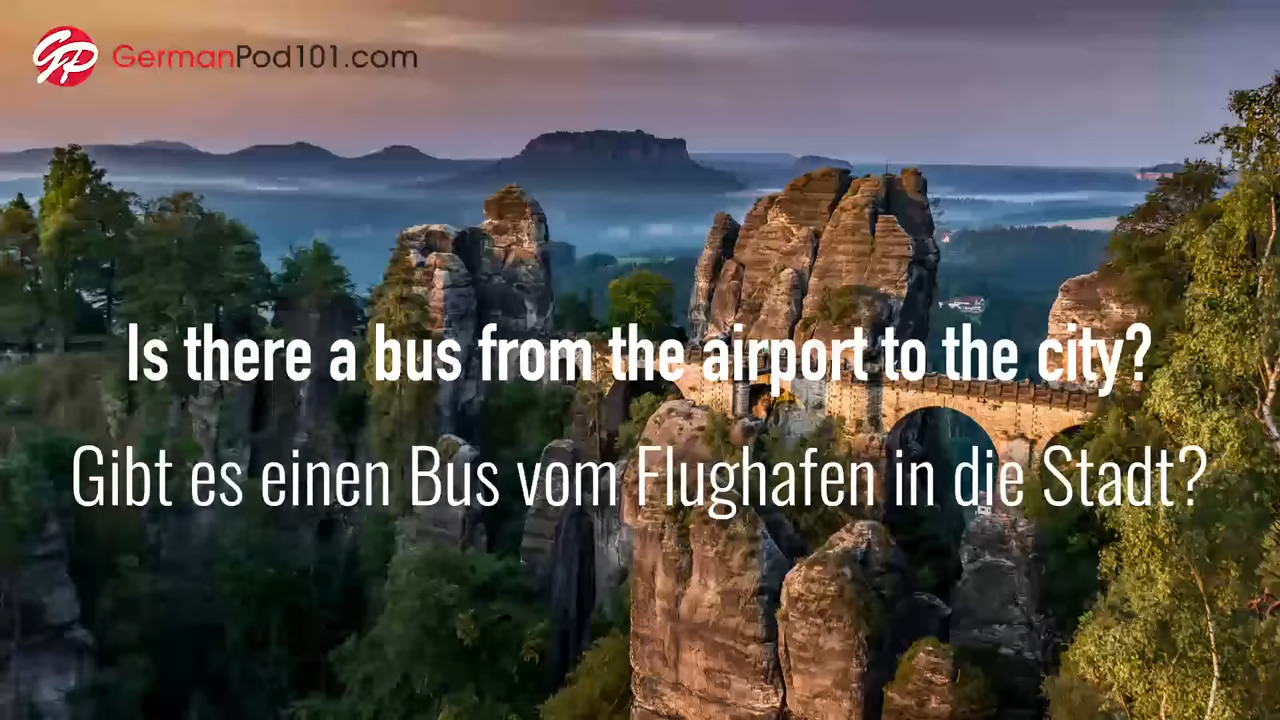 GP GermanPod101.com
Is there a bus from the airport to the city?
Gibt es einen Bus vom Flughafen in die Stadt?